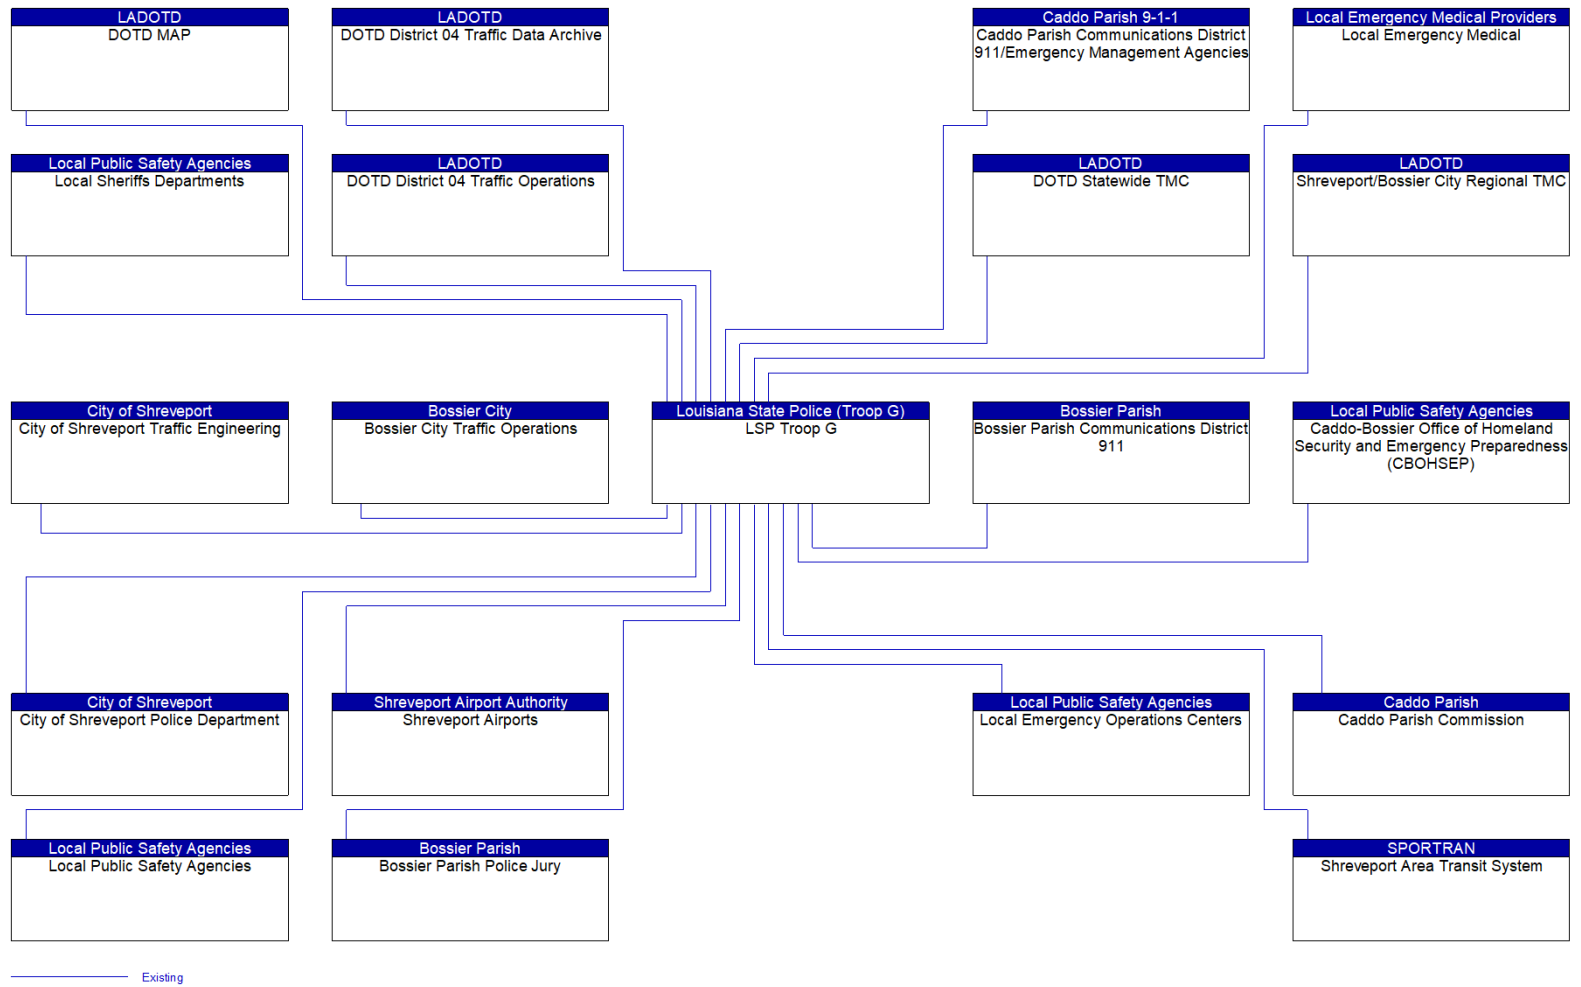 LADOTD
DOTD MAP
LADOTD
DOTD District 04 Traffic Data Archive
Caddo Parish 9-1-1
Caddo Parish Communications District
911/Emergency Management Agencies
Local Emergency Medical Providers
Local Emergency Medical
Local Public Safety Agencies
Local Sheriffs Departments
LADOTD
DOTD District 04 Traffic Operations
LADOTD
DOTD Statewide TMC
LADOTD
Shreveport/Bossier City Regional TMC
City of Shreveport
City of Shreveport Traffic Engineering
Bossier City
Bossier City Traffic Operations
Louisiana State Police (Troop G)
LSP Troop G
Bossier Parish
Bossier Parish Communications District
911
Local Public Safety Agencies
Caddo-Bossier Office of Homeland
Security and Emergency Preparedness
(CBOHSEP)
City of Shreveport
City of Shreveport Police Department
Shreveport Airport Authority
Shreveport Airports
Local Public Safety Agencies
Local Emergency Operations Centers
Caddo Parish
Caddo Parish Commission
Local Public Safety Agencies
Local Public Safety Agencies
Bossier Parish
Bossier Parish Police Jury
SPORTRAN
Shreveport Area Transit System
Existing